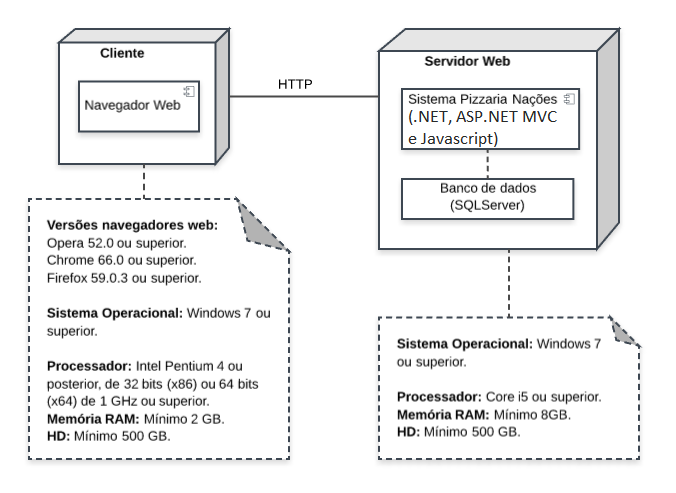 Cliente
Navegador Web
HTTP
Servidor Web
Sistema Pizzaria Nações
(.NET, ASP.NET MVC
e Javascript)
Banco de dados
(SQLServer)
Versões navegadores web:
Opera 52.0 ou superior.
Chrome 66.0 ou superior.
Firefox 59.0.3 ou superior.
Sistema Operacional: Windows 7 ou
superior.
Processador: Intel Pentium 4 ou
posterior, de 32 bits (x86) ou 64 bits
(x64) de 1 GHz ou superior.
Memória RAM: Mínimo 2 GB.
HD: Mínimo 500 GB.
Sistema Operacional: Windows 7
ou superior.
Processador: Core i5 ou superior.
Memória RAM: Mínimo 8GB.
HD: Mínimo 500 GB.